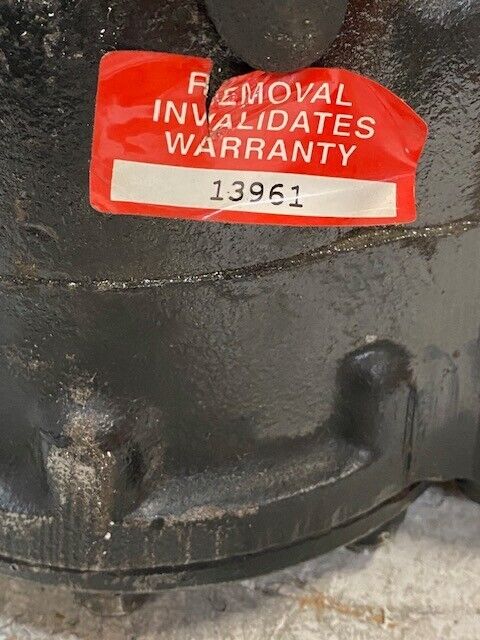 REMOVAL
INVALIDATES
WARRANTY
13961